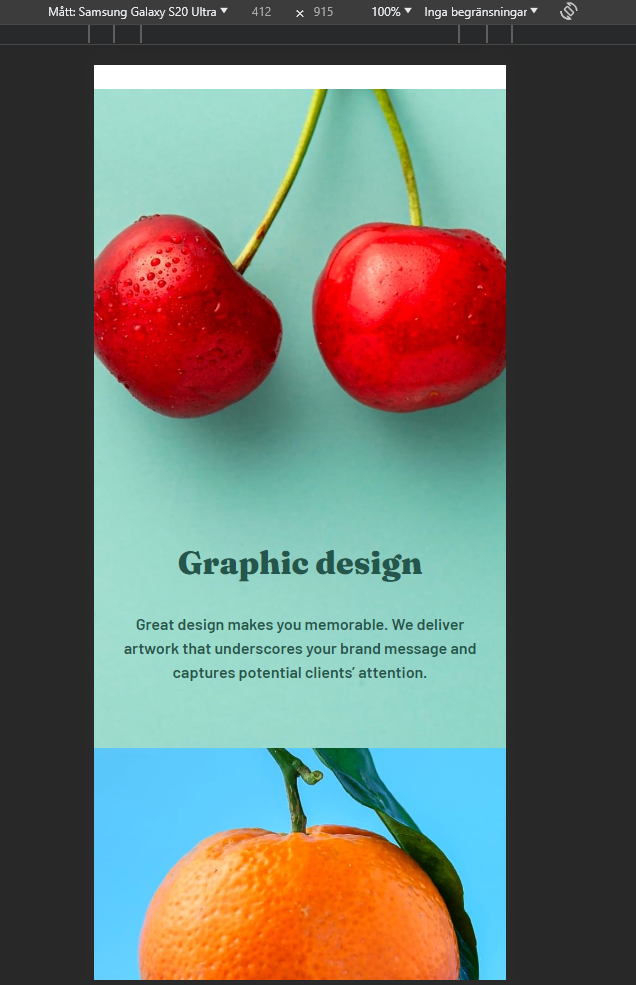 Mått: Samsung Galaxy S20 Ultra 412 × 915 100% Inga begränsningar
Graphic design
Great design makes you memorable. We deliver
artwork that underscores your brand message and
captures potential clients’ attention.